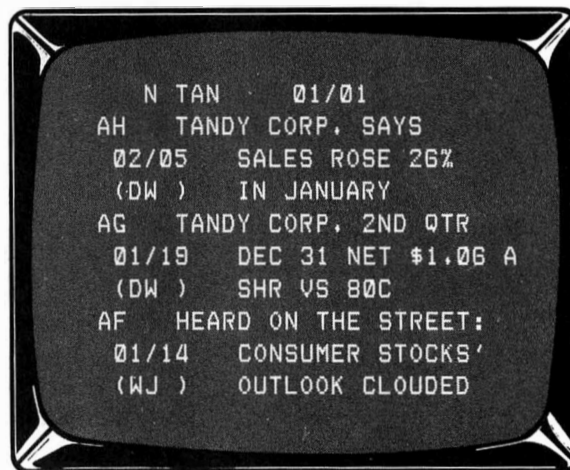 N TAN 01/01
AH TANDY CORP. SAYS
02/05 SALES ROSE 26%
(DW ) IN JANUARY
AG TANDY CORP. 2ND QTR
01/19 DEC 31 NET $1.06 A
(DW ) SHR VS 80C
AF HEARD ON THE STREET:
01/14 CONSUMER STOCKS'
(WJ ) OUTLOOK CLOUDED